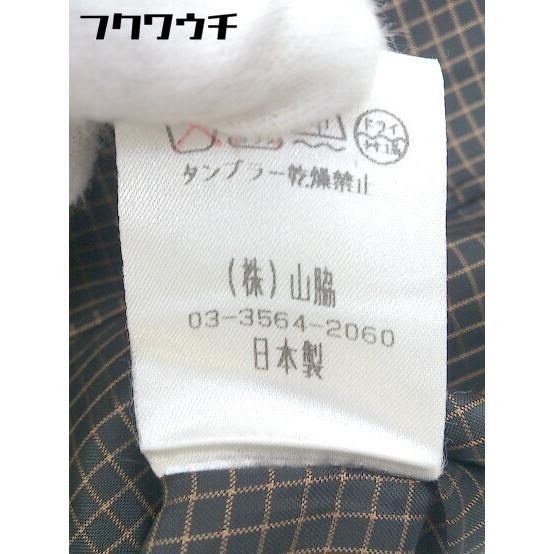 フクワウチ
ドライ
タンブラー乾燥禁止
(株)山脇
03-3564-2060
日本製